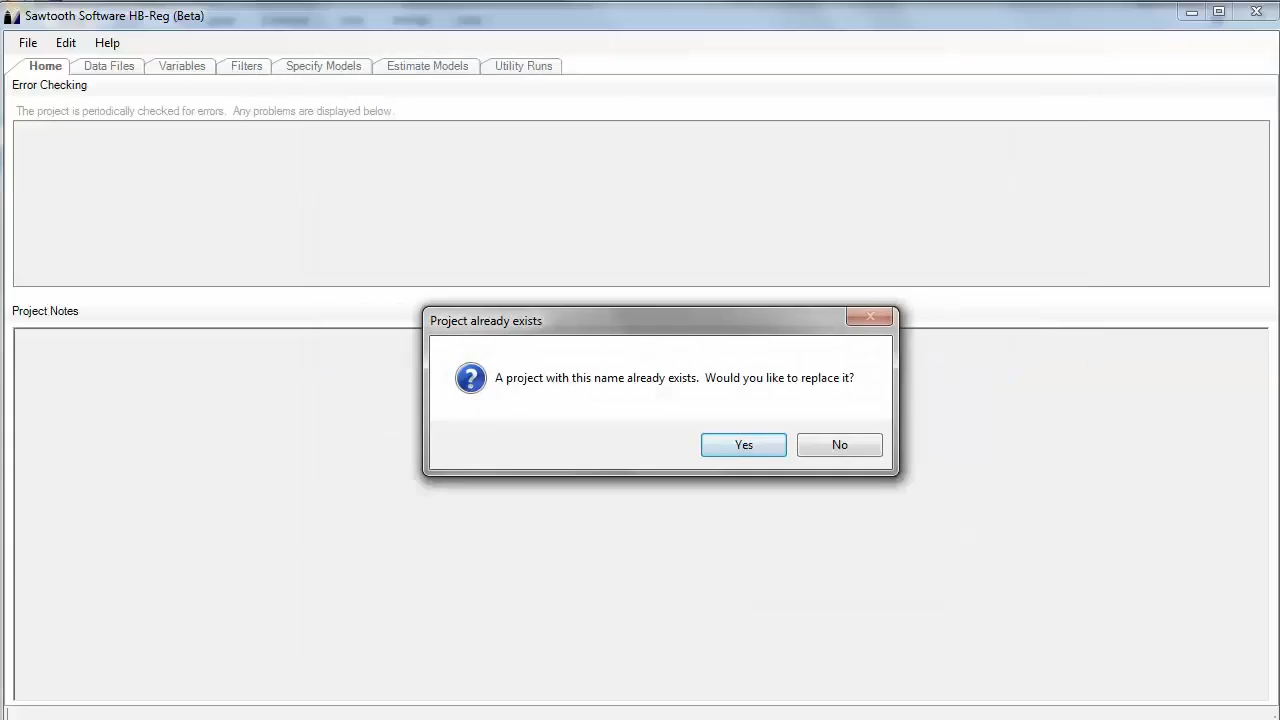 Sawtooth Software HB-Reg (Beta)
File Edit Help
Home Data Files Variables Filters Specify Models Estimate Models Utility Runs
Error Checking
The project is periodically checked for errors. Any problems are displayed below.
Project Notes
Project already exists
A project with this name already exists. Would you like to replace it?
Yes No